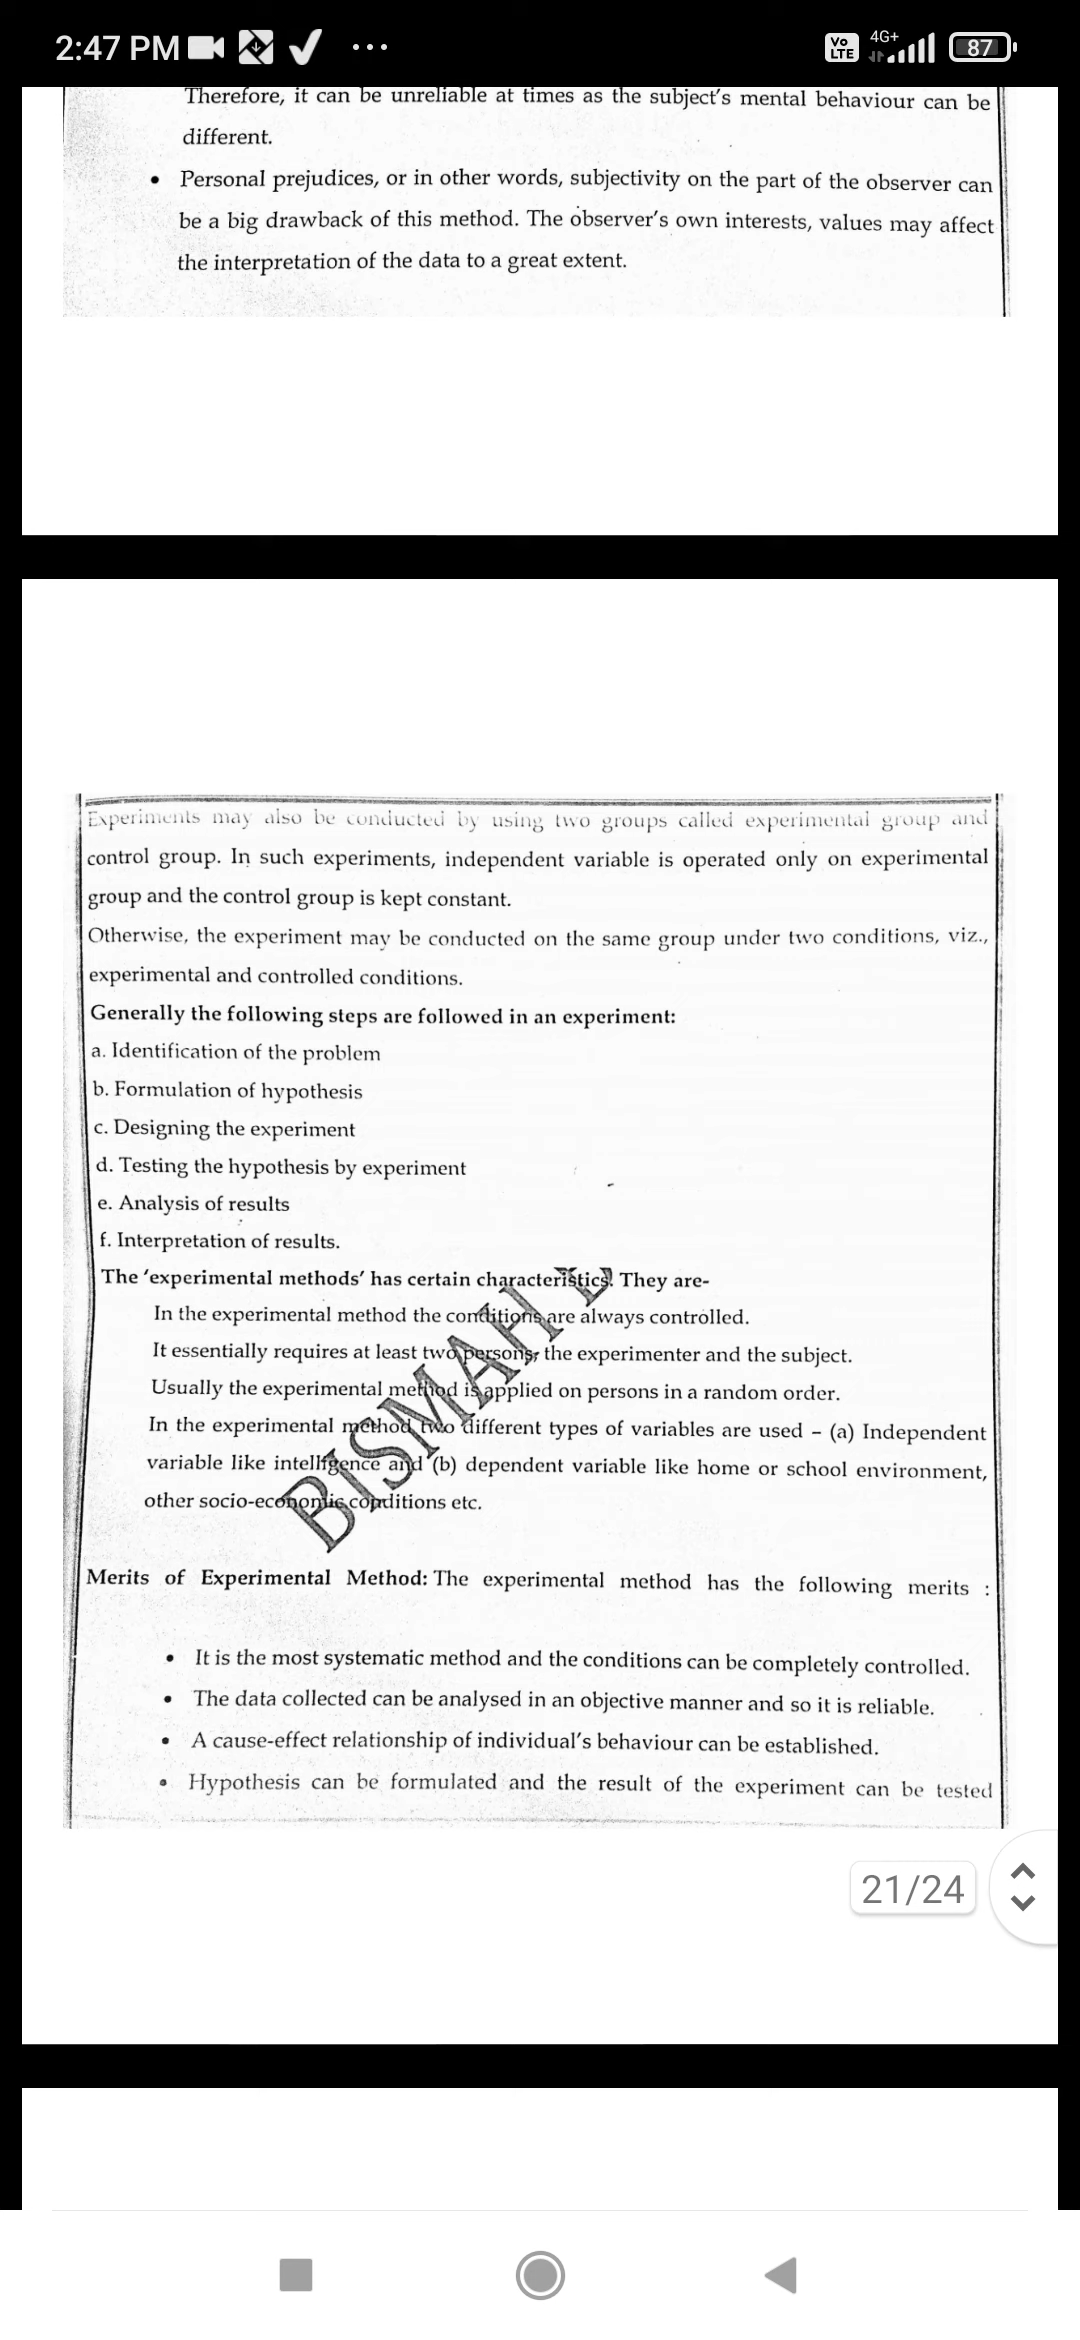 2:47 PM
Vo LTE
4G+
87
Therefore, it can be unreliable at times as the subject's mental behaviour can be
different.
• Personal prejudices, or in other words, subjectivity on the part of the observer can
be a big drawback of this method. The observer's own interests, values may affect
the interpretation of the data to a great extent.
Experiments may also be conducted by using two groups called experimental group and
control group. In such experiments, independent variable is operated only on experimental
group and the control group is kept constant.
Otherwise, the experiment may be conducted on the same group under two conditions, viz.,
experimental and controlled conditions.
Generally the following steps are followed in an experiment:
a. Identification of the problem
b. Formulation of hypothesis
c. Designing the experiment
d. Testing the hypothesis by experiment
e. Analysis of results
f. Interpretation of results.
The 'experimental methods' has certain characteristics. They are-
In the experimental method the conditions are always controlled.
It essentially requires at least two persons, the experimenter and the subject.
Usually the experimental method is applied on persons in a random order.
In the experimental method two different types of variables are used – (a) Independent
variable like intelligence and (b) dependent variable like home or school environment,
other socio-economic conditions etc.
BISMAH
Merits of Experimental Method: The experimental method has the following merits :
• It is the most systematic method and the conditions can be completely controlled.
• The data collected can be analysed in an objective manner and so it is reliable.
• A cause-effect relationship of individual's behaviour can be established.
• Hypothesis can be formulated and the result of the experiment can be tested
21/24